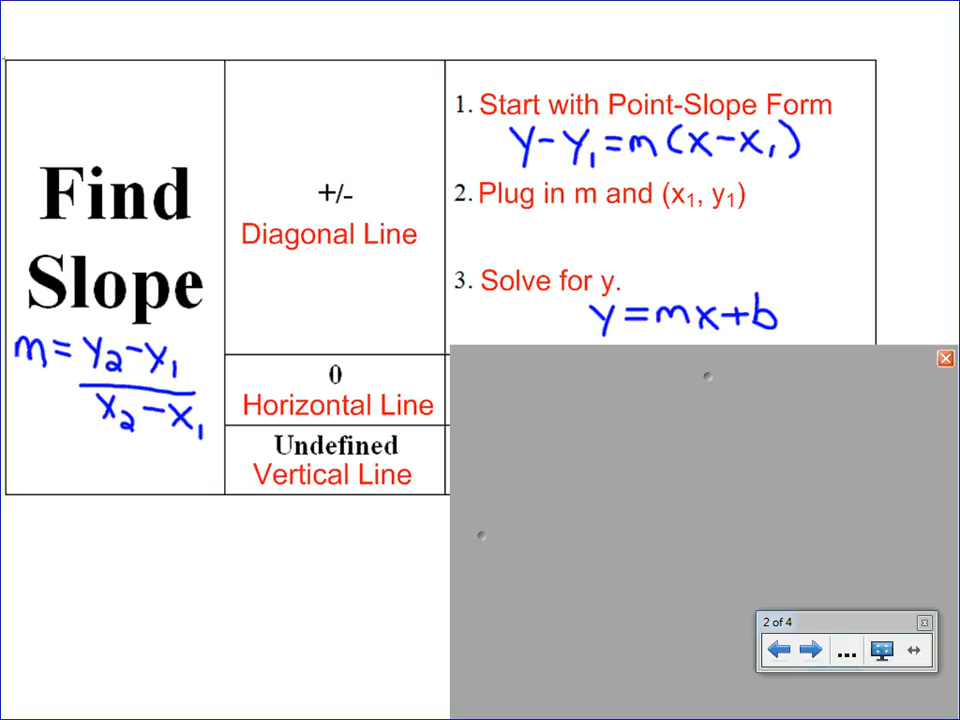 Find
Slope
m = y₂ - y₁
x₂ - x₁
+/-
Diagonal Line
0
Horizontal Line
Undefined
Vertical Line
1. Start with Point-Slope Form
y - y₁ = m(x - x₁)
2. Plug in m and (x₁, y₁)
3. Solve for y.
y = mx + b
2 of 4
...